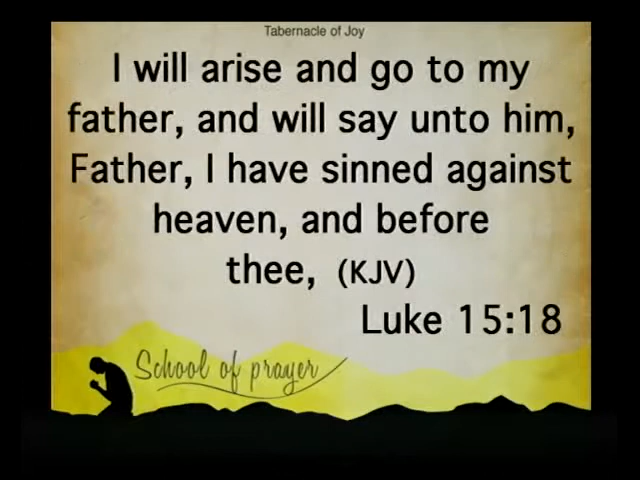 Tabernacle of Joy
I will arise and go to my
father, and will say unto him,
Father, I have sinned against
heaven, and before
thee, (KJV)
Luke 15:18
School of prayer